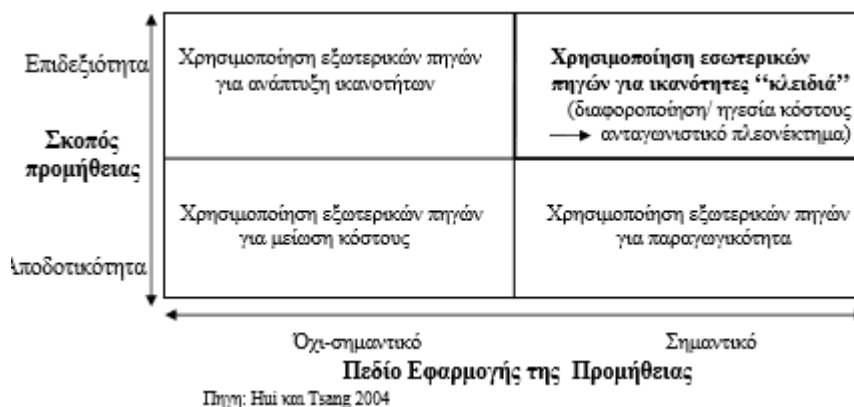 Επιδεξιότητα
Χρησιμοποίηση εξωτερικών πηγών
για ανάπτυξη ικανοτήτων
Χρησιμοποίηση εσωτερικών
πηγών για ικανότητες “κλειδιά”
(διαφοροποίηση/ ηγεσία κόστους
ανταγωνιστικό πλεονέκτημα)
Σκοπός
προμήθειας
Χρησιμοποίηση εξωτερικών πηγών
για μείωση κόστους
Χρησιμοποίηση εξωτερικών πηγών
για παραγωγικότητα
Αποδοτικότητα
Όχι-σημαντικό
Σημαντικό
Πεδίο Εφαρμογής της Προμήθειας
Πηγη: Hui και Tsang 2004